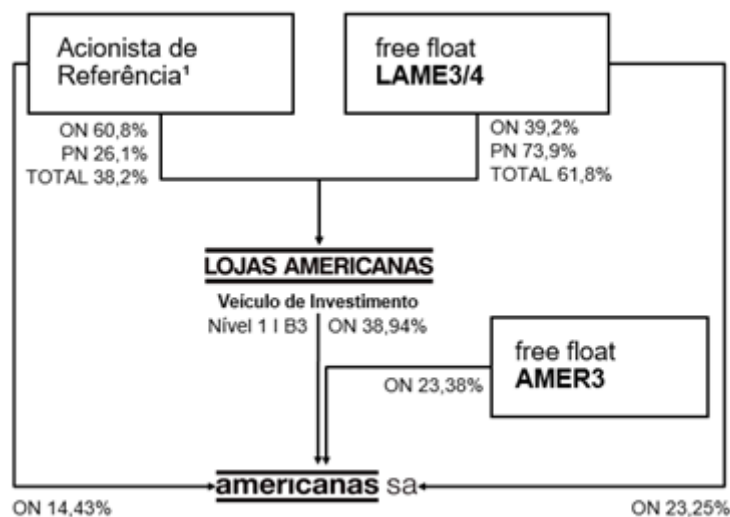 Acionista de
Referência¹
free float
LAME3/4
ON 60,8%
PN 26,1%
TOTAL 38,2%
ON 39,2%
PN 73,9%
TOTAL 61,8%
LOJAS AMERICANAS
Veículo de Investimento
Nível 1 I B3
ON 38,94%
free float
AMER3
ON 23,38%
americanas sa
ON 14,43%
ON 23,25%